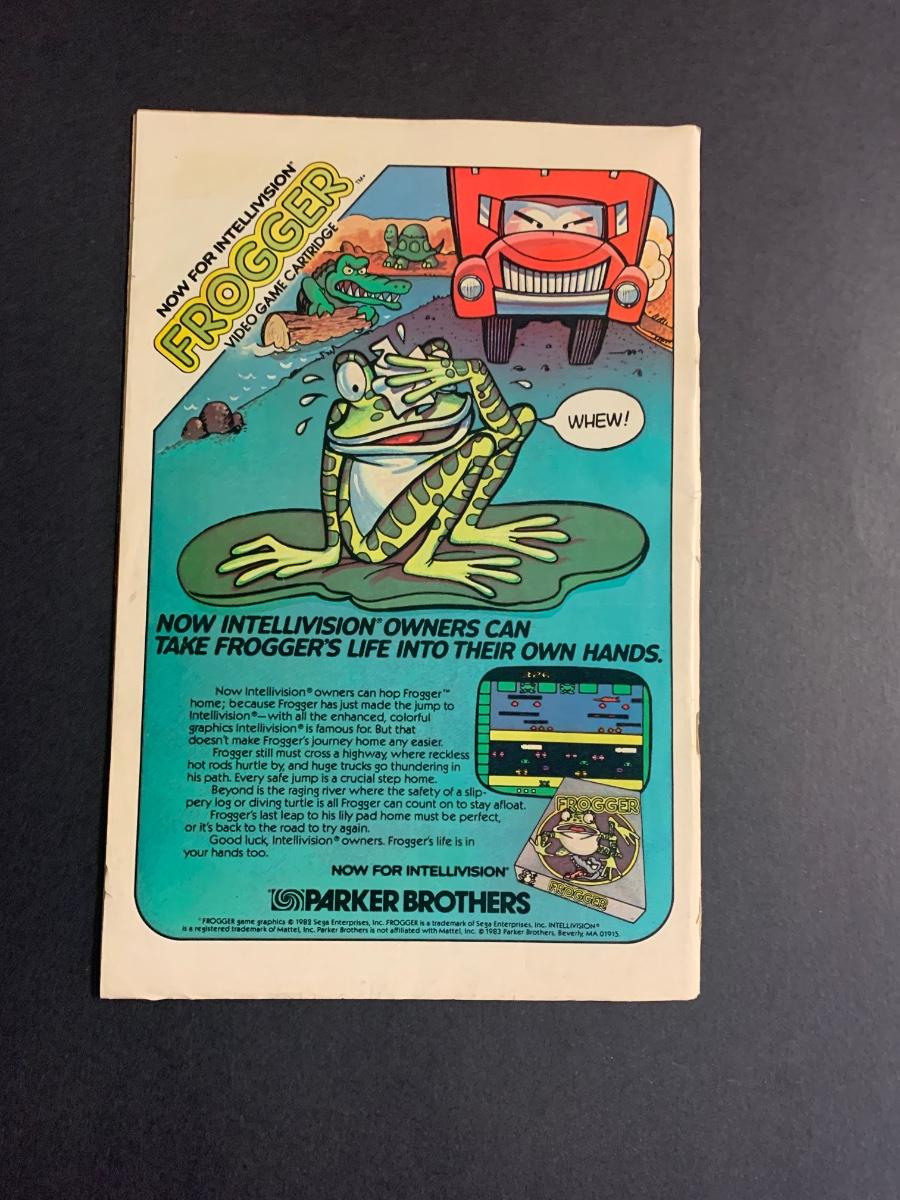 NOW FOR INTELLIVISION®
FROGGER™
VIDEO GAME CARTRIDGE
WHEW!
NOW INTELLIVISION® OWNERS CAN
TAKE FROGGER'S LIFE INTO THEIR OWN HANDS.
Now Intellivision® owners can hop Frogger™
home; because Frogger has just made the jump to
Intellivision®—with all the enhanced, colorful
graphics Intellivision® is famous for. But that
doesn't make Frogger's journey home any easier.
Frogger still must cross a highway, where reckless
hot rods hurtle by, and huge trucks go thundering in
his path. Every safe jump is a crucial step home.
Beyond is the raging river where the safety of a slip-
pery log or diving turtle is all Frogger can count on to stay afloat.
Frogger's last leap to his lily pad home must be perfect,
or it's back to the road to try again.
Good luck, Intellivision® owners. Frogger's life is in
your hands too.
FROGGER
FROGGER
NOW FOR INTELLIVISION®
PARKER BROTHERS
"FROGGER game graphics © 1982 Sega Enterprises, Inc. FROGGER is a trademark of Sega Enterprises, Inc. INTELLIVISION®
is a registered trademark of Mattel, Inc. Parker Brothers is not affiliated with Mattel, Inc. © 1983 Parker Brothers, Beverly, MA 01915.